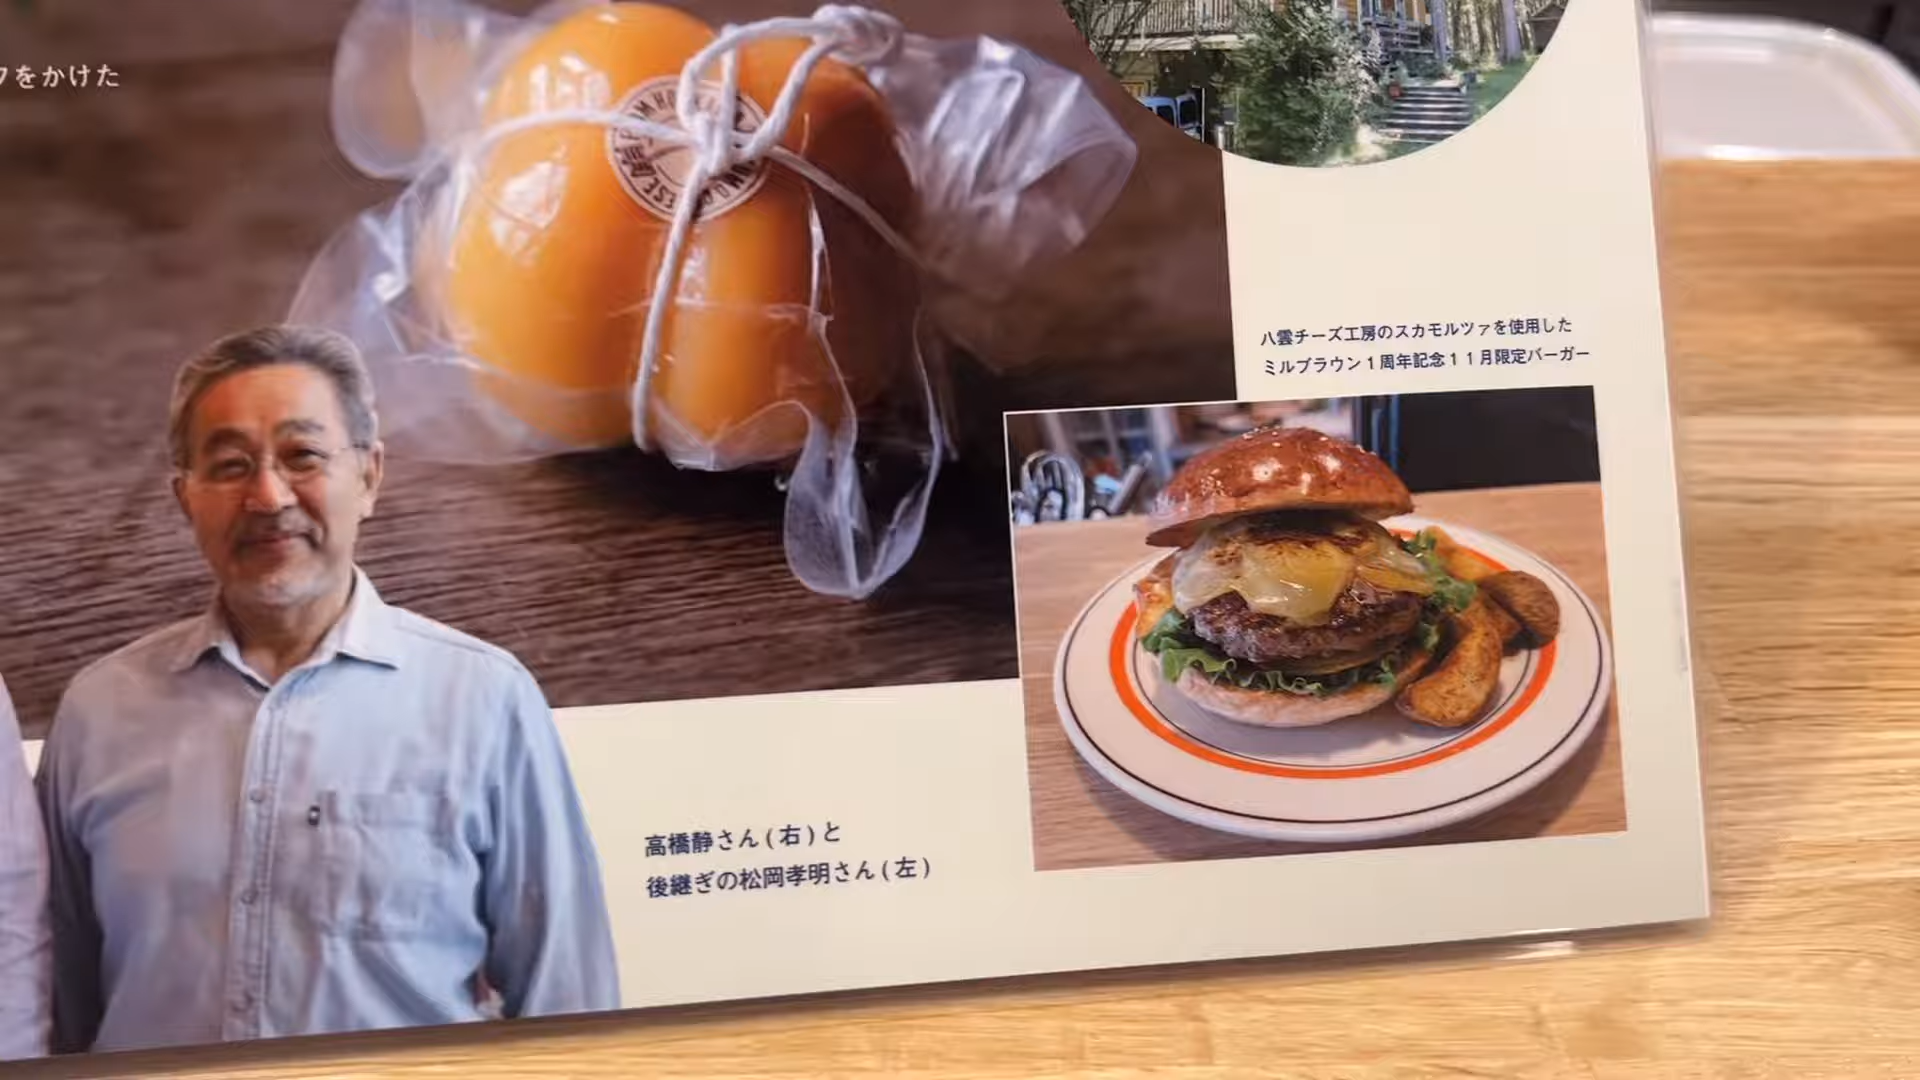 をかけた
八雲チーズ工房のスカモルツァを使用した
ミルブラウン1周年記念11月限定バーガー
高橋静さん(右)と
後継ぎの松岡孝明さん(左)